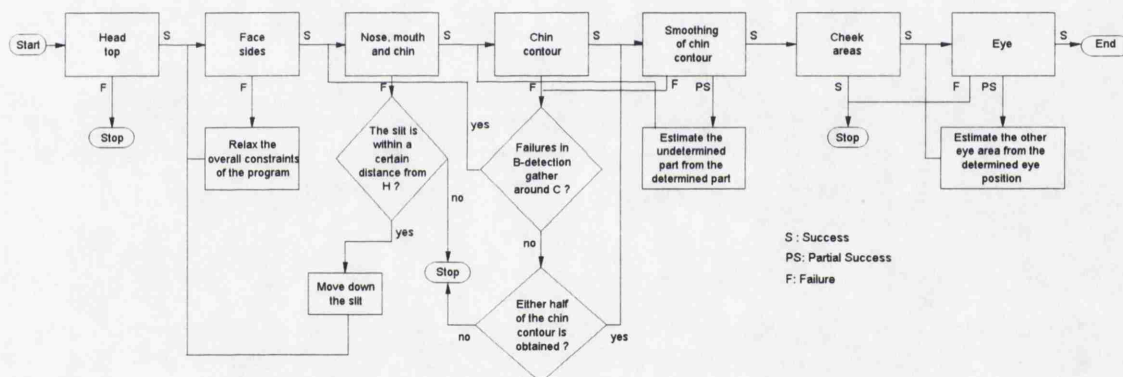 Start
Head
top
S
Face
sides
S
Nose, mouth
and chin
S
Chin
contour
S
Smoothing
of chin
contour
S
Cheek
areas
S
Eye
S
End
F
F
F
F
F
PS
S
F
PS
Stop
Relax the
overall constraints
of the program
The slit is
within a
certain
distance from
H ?
yes
Failures in
B-detection
gather
around C ?
Estimate the
undetermined
part from the
determined part
Stop
Estimate the other
eye area from the
determined eye
position
no
yes
no
Stop
Move down
the slit
Either half
of the chin
contour is
obtained ?
no
yes
S : Success
PS: Partial Success
F: Failure